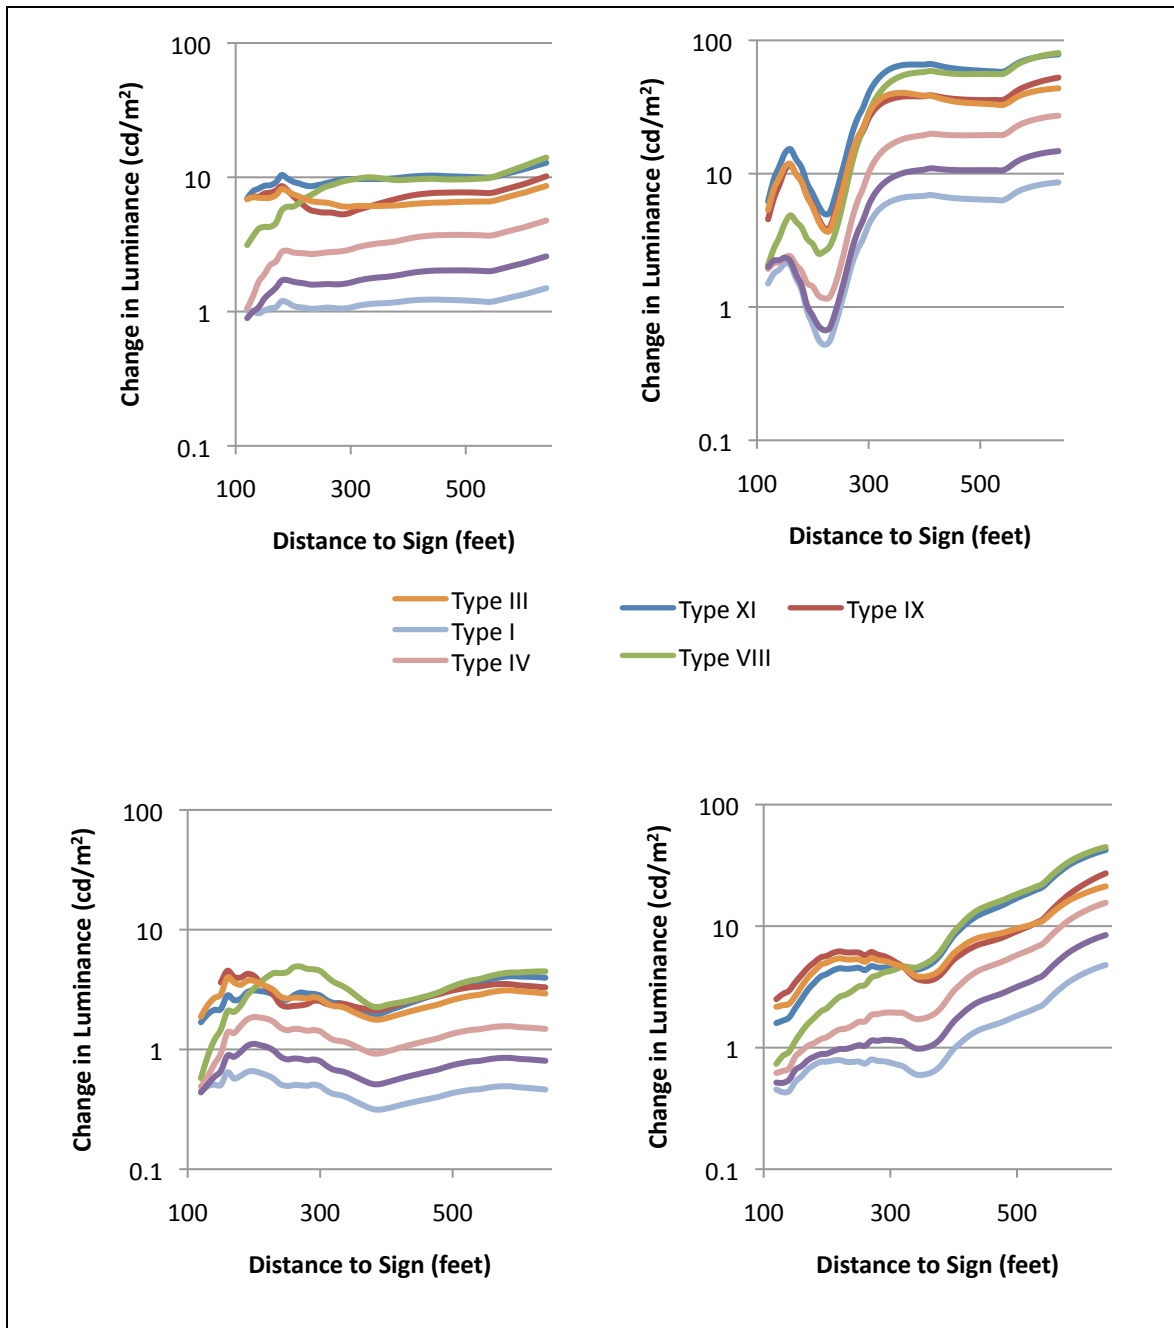 100
10
1
0.1
100 300 500
Change in Luminance (cd/m²)
Distance to Sign (feet)
100
10
1
0.1
100 300 500
Change in Luminance (cd/m²)
Distance to Sign (feet)
Type III
Type I
Type IV
Type XI
Type IX
Type VIII
100
10
1
0.1
100 300 500
Change in Luminance (cd/m²)
Distance to Sign (feet)
100
10
1
0.1
100 300 500
Change in Luminance (cd/m²)
Distance to Sign (feet)